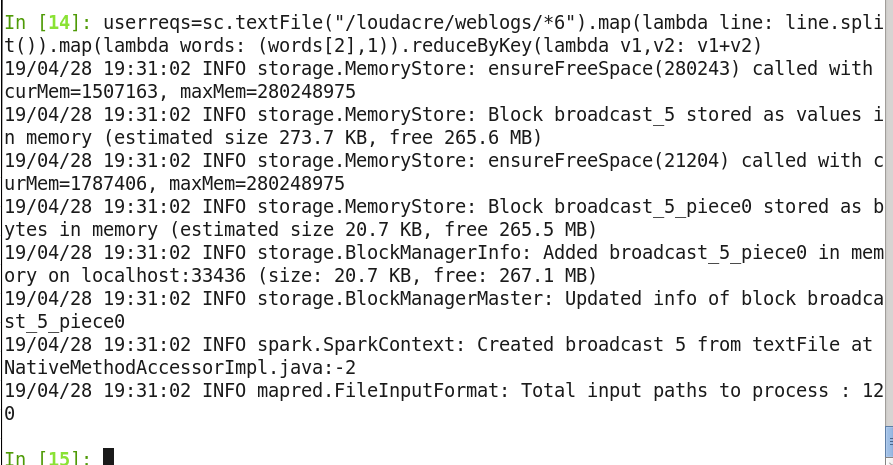 In [14]: userreqs=sc.textFile("/loudacre/weblogs/*6").map(lambda line: line.spli
t()).map(lambda words: (words[2],1)).reduceByKey(lambda v1,v2: v1+v2)
19/04/28 19:31:02 INFO storage.MemoryStore: ensureFreeSpace(280243) called with
curMem=1507163, maxMem=280248975
19/04/28 19:31:02 INFO storage.MemoryStore: Block broadcast_5 stored as values i
n memory (estimated size 273.7 KB, free 265.6 MB)
19/04/28 19:31:02 INFO storage.MemoryStore: ensureFreeSpace(21204) called with c
urMem=1787406, maxMem=280248975
19/04/28 19:31:02 INFO storage.MemoryStore: Block broadcast_5_piece0 stored as b
ytes in memory (estimated size 20.7 KB, free 265.5 MB)
19/04/28 19:31:02 INFO storage.BlockManagerInfo: Added broadcast_5_piece0 in mem
ory on localhost:33436 (size: 20.7 KB, free: 267.1 MB)
19/04/28 19:31:02 INFO storage.BlockManagerMaster: Updated info of block broadca
st_5_piece0
19/04/28 19:31:02 INFO spark.SparkContext: Created broadcast 5 from textFile at
NativeMethodAccessorImpl.java:-2
19/04/28 19:31:02 INFO mapred.FileInputFormat: Total input paths to process : 12
0
In [15]: